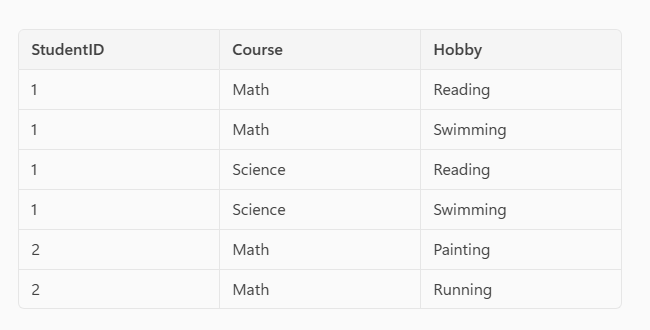 StudentID Course Hobby
1 Math Reading
1 Math Swimming
1 Science Reading
1 Science Swimming
2 Math Painting
2 Math Running